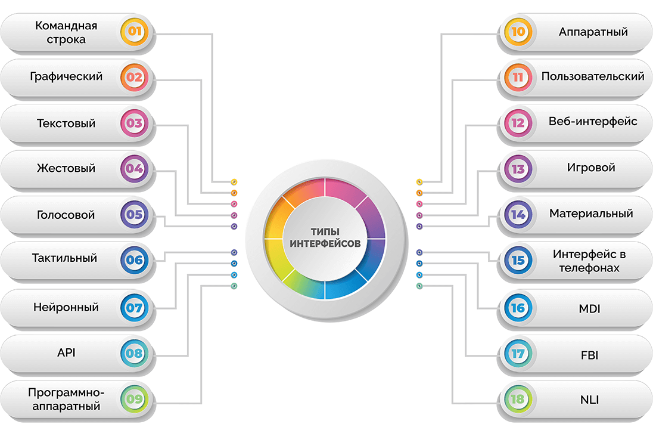 Командная
строка
01
Графический
02
Текстовый
03
Жестовый
04
Голосовой
05
Тактильный
06
Нейронный
07
API
08
Программно-
аппаратный
09
ТИПЫ
ИНТЕРФЕЙСОВ
10
Аппаратный
11
Пользовательский
12
Веб-интерфейс
13
Игровой
14
Материальный
15
Интерфейс в
телефонах
16
MDI
17
FBI
18
NLI